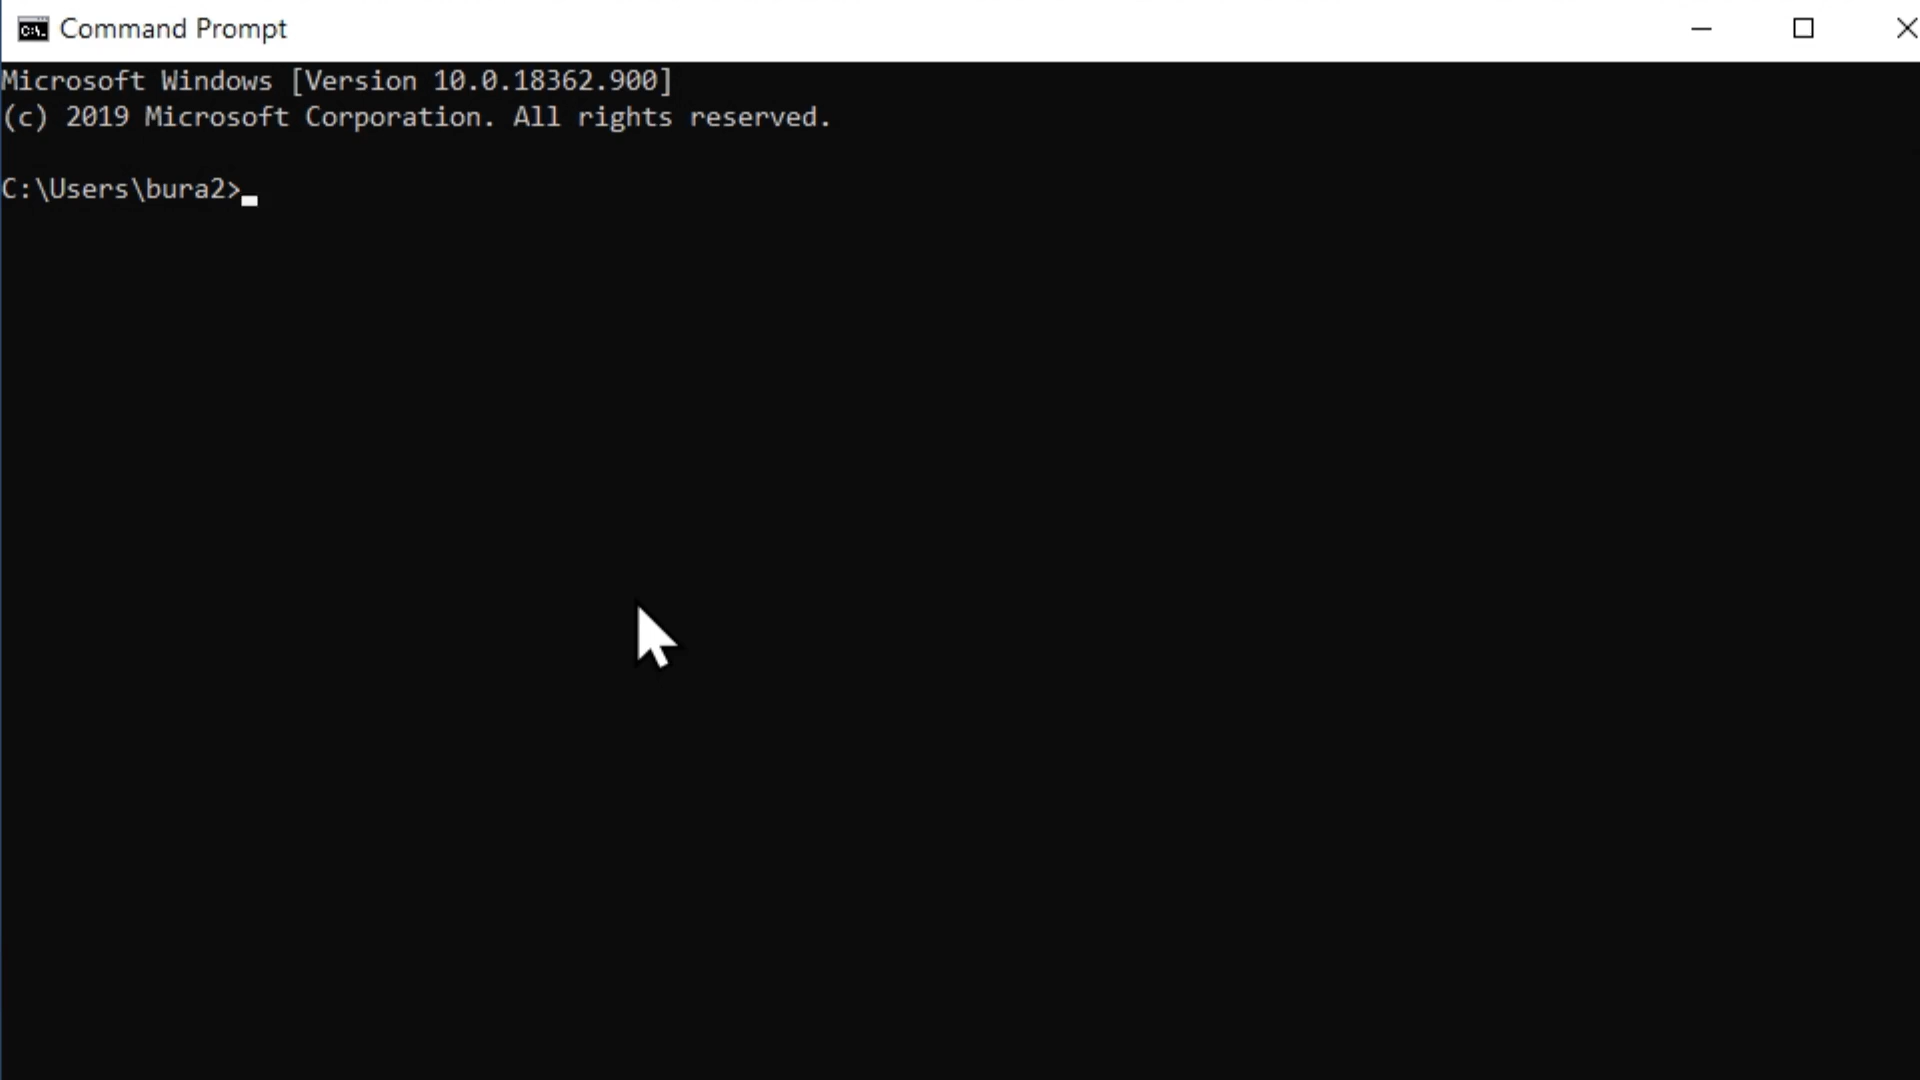 Command Prompt
Microsoft Windows [Version 10.0.18362.900]
(c) 2019 Microsoft Corporation. All rights reserved.
C:\Users\bura2>